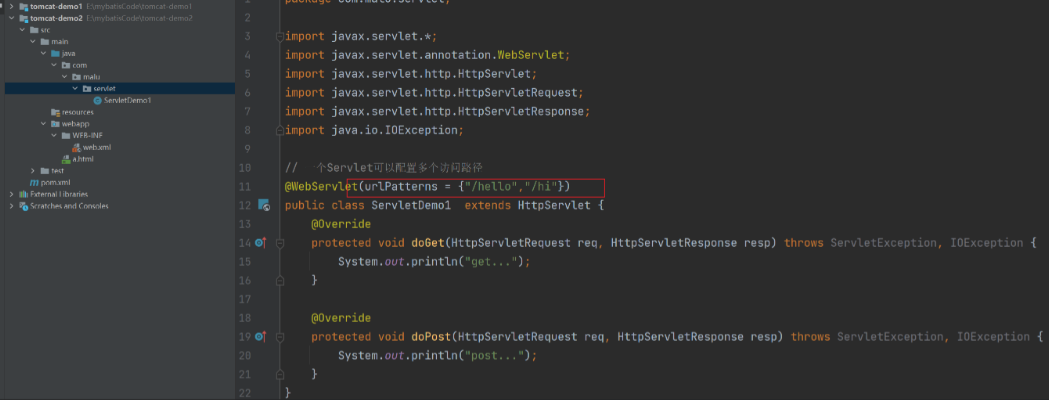 tomcat-demo1 E:\mybatisCode\tomcat-demo1
tomcat-demo2 E:\mybatisCode\tomcat-demo2
src
main
java
com
malu
servlet
ServletDemo1
resources
webapp
WEB-INF
web.xml
a.html
test
pom.xml
External Libraries
Scratches and Consoles
2
3 import javax.servlet.*;
4 import javax.servlet.annotation.WebServlet;
5 import javax.servlet.http.HttpServlet;
6 import javax.servlet.http.HttpServletRequest;
7 import javax.servlet.http.HttpServletResponse;
8 import java.io.IOException;
9
10 // 一个Servlet可以配置多个访问路径
11 @WebServlet(urlPatterns = {"/hello","/hi"})
12 public class ServletDemo1 extends HttpServlet {
13 @Override
14 protected void doGet(HttpServletRequest req, HttpServletResponse resp) throws ServletException, IOException {
15 System.out.println("get...");
16 }
17
18 @Override
19 protected void doPost(HttpServletRequest req, HttpServletResponse resp) throws ServletException, IOException {
20 System.out.println("post...");
21 }
22 }